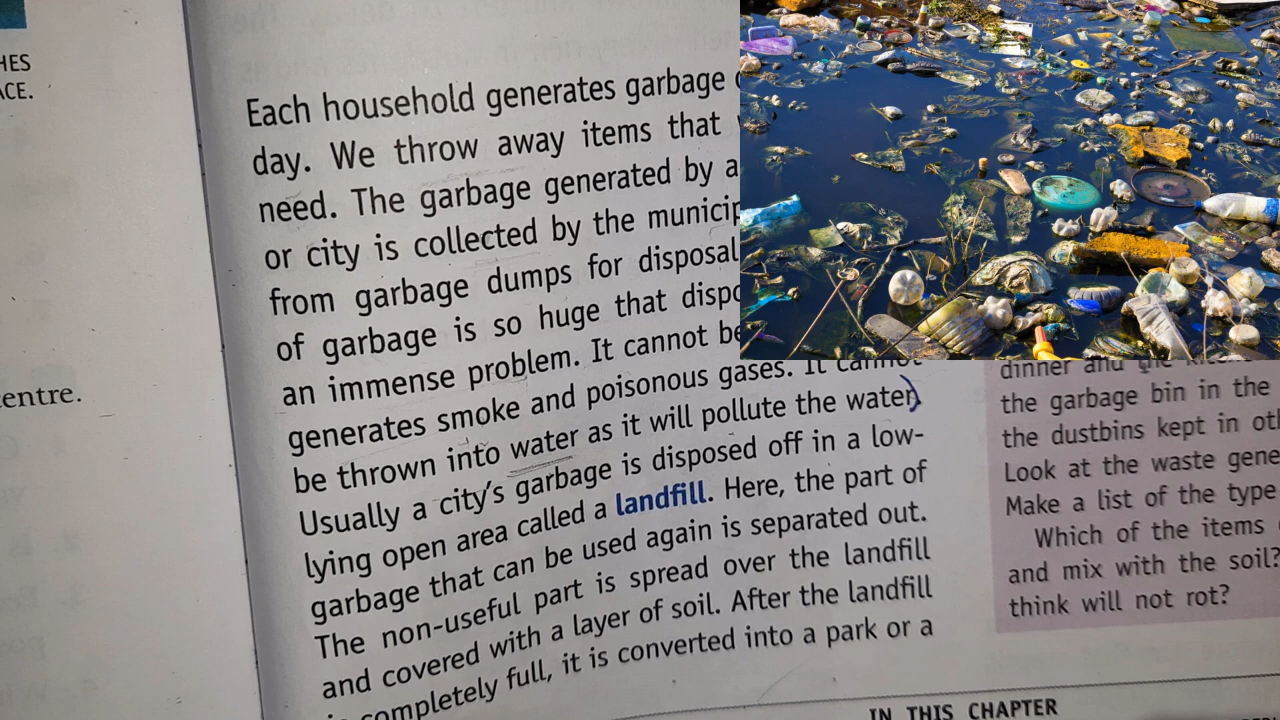 HES
ACE.
centre.
Each household generates garbage
day. We throw away items that
need. The garbage generated by a
or city is collected by the municip
from garbage dumps for disposal
of garbage is so huge that dispo
an immense problem. It cannot be
generates smoke and poisonous gases. It cannot
be thrown into water as it will pollute the water.
Usually a city's garbage is disposed off in a low-
lying open area called a landfill. Here, the part of
garbage that can be used again is separated out.
The non-useful part is spread over the landfill
and covered with a layer of soil. After the landfill
completely full, it is converted into a park or a
dinner and the
the garbage bin in the
the dustbins kept in ot
Look at the waste gene
Make a list of the type
Which of the items
and mix with the soil?
think will not rot?
IN THIS CHAPTER